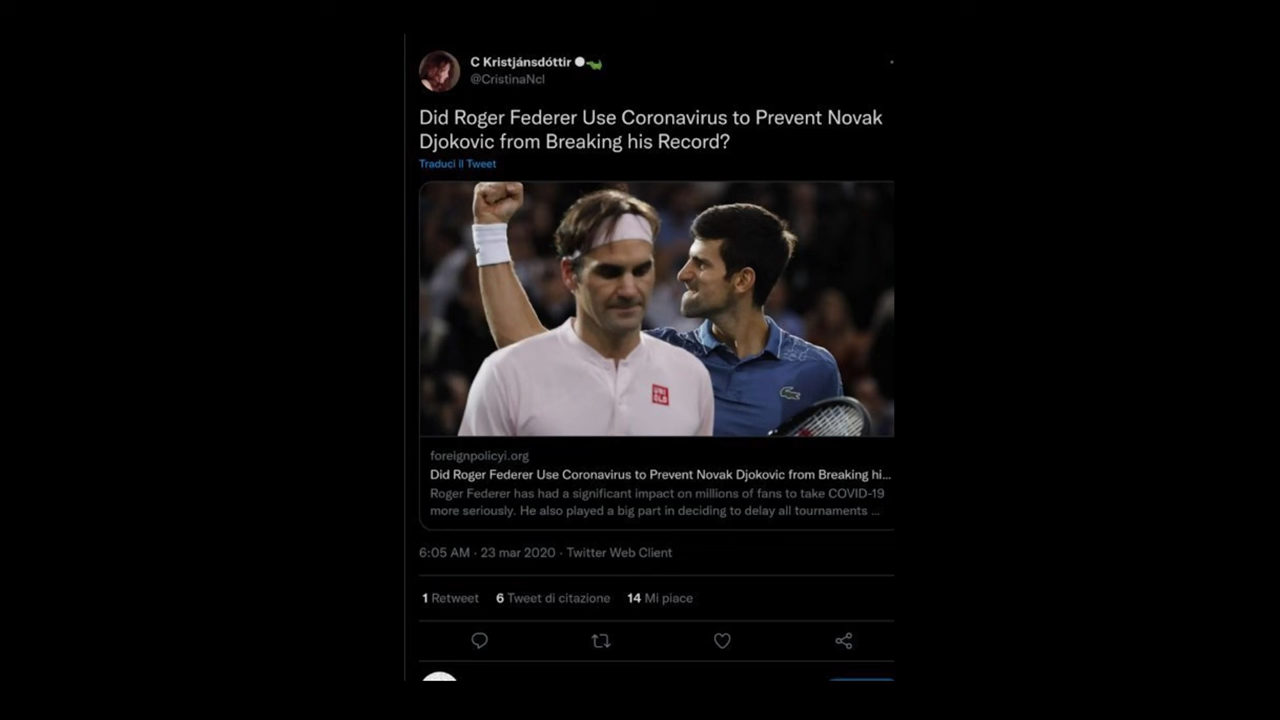 C Kristjánsdóttir
@CristinaNcl
Did Roger Federer Use Coronavirus to Prevent Novak
Djokovic from Breaking his Record?
Traduci il Tweet
UNI
QLO
foreignpolicyi.org
Did Roger Federer Use Coronavirus to Prevent Novak Djokovic from Breaking hi...
Roger Federer has had a significant impact on millions of fans to take COVID-19
more seriously. He also played a big part in deciding to delay all tournaments ...
6:05 AM · 23 mar 2020 · Twitter Web Client
1 Retweet 6 Tweet di citazione 14 Mi piace